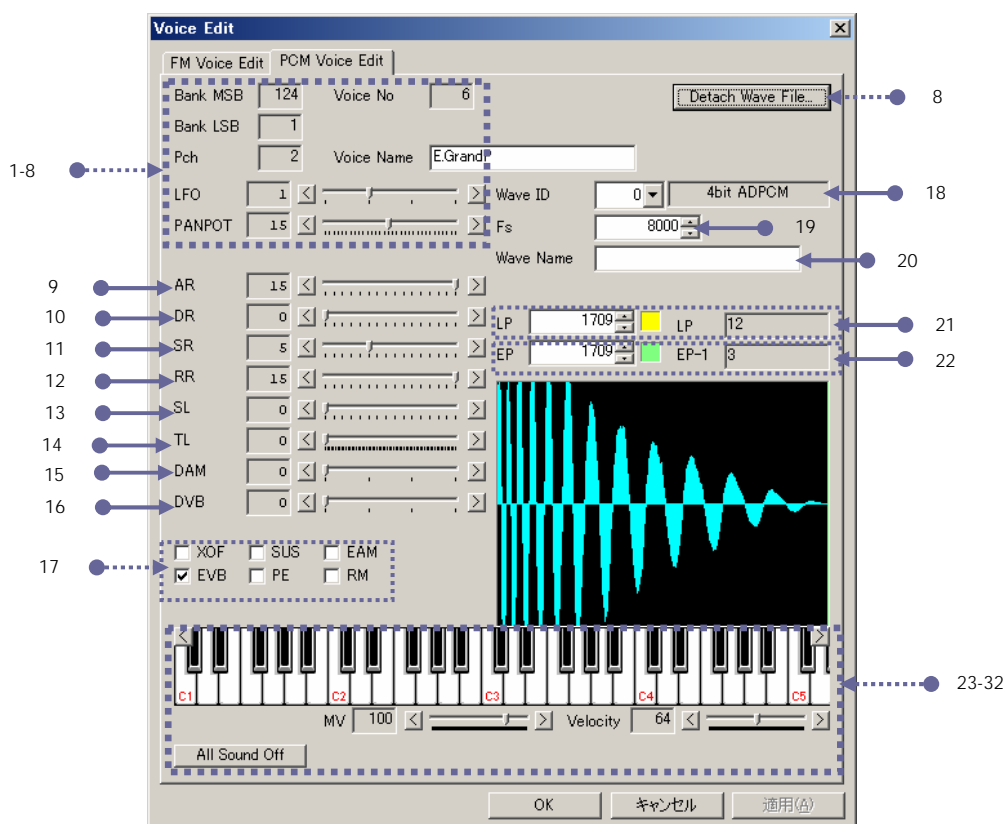 Voice Edit
FM Voice Edit PCM Voice Edit
Bank MSB 124 Voice No 6 Detach Wave File... 8
Bank LSB 1
Pch 2 Voice Name E.GrandP
1-8
LFO 1 < > Wave ID 0 4bit ADPCM 18
PANPOT 15 < > Fs 8000 19
Wave Name 20
9 AR 15 < >
10 DR 0 < > LP 1709 LP 12 21
11 SR 5 < > EP 1709 EP-1 3 22
12 RR 15 < >
13 SL 0 < >
14 TL 0 < >
15 DAM 0 < >
16 DVB 0 < >
17 XOF SUS EAM
EVB PE RM
< >
C1 C2 C3 C4 C5 23-32
MV 100 < > Velocity 64 < >
All Sound Off
OK キャンセル 適用(A)